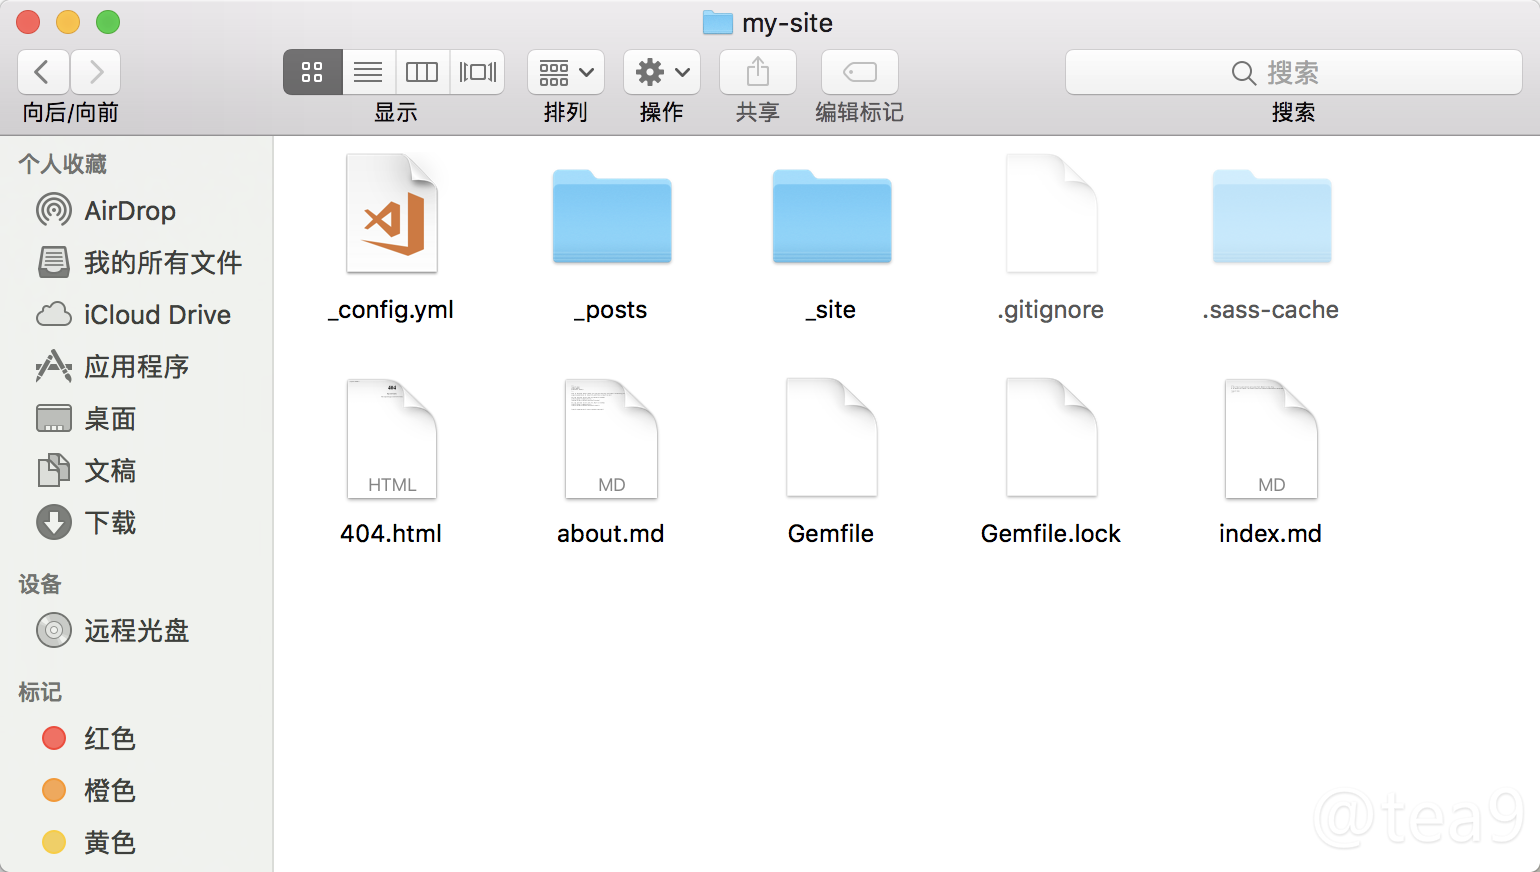 my-site
搜索
向后/向前
显示
排列
操作
共享
编辑标记
搜索
个人收藏
AirDrop
我的所有文件
iCloud Drive
应用程序
桌面
文稿
下载
设备
远程光盘
标记
红色
橙色
黄色
_config.yml
_posts
_site
.gitignore
.sass-cache
404
HTML
MD
MD
404.html
about.md
Gemfile
Gemfile.lock
index.md
@tea9